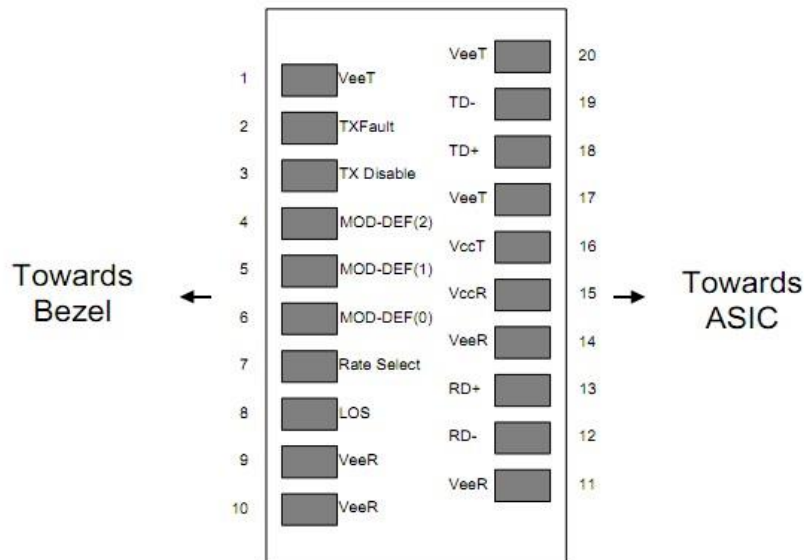 1 VeeT
2 TXFault
3 TX Disable
4 MOD-DEF(2)
5 MOD-DEF(1)
6 MOD-DEF(0)
7 Rate Select
8 LOS
9 VeeR
10 VeeR
VeeT 20
TD- 19
TD+ 18
VeeT 17
VccT 16
VccR 15
VeeR 14
RD+ 13
RD- 12
VeeR 11
Towards
Bezel
Towards
ASIC